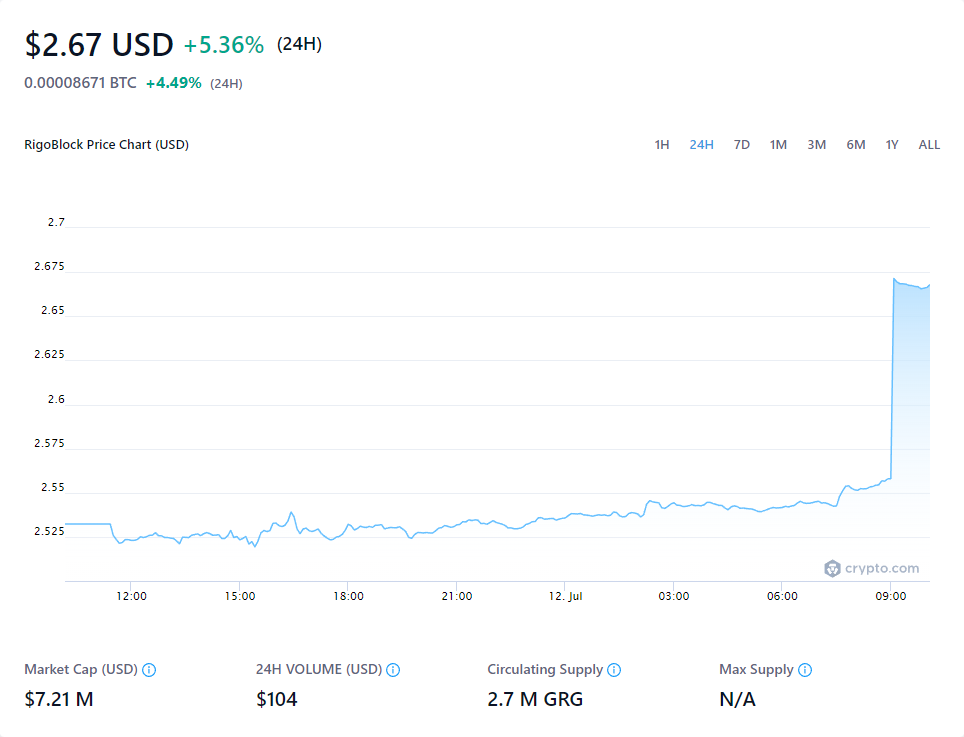 $2.67 USD +5.36% (24H)
0.00008671 BTC +4.49% (24H)
RigoBlock Price Chart (USD) 1H 24H 7D 1M 3M 6M 1Y ALL
2.7
2.675
2.65
2.625
2.6
2.575
2.55
2.525
crypto.com
12:00 15:00 18:00 21:00 12. Jul 03:00 06:00 09:00
Market Cap (USD) 24H VOLUME (USD) Circulating Supply Max Supply
$7.21 M $104 2.7 M GRG N/A